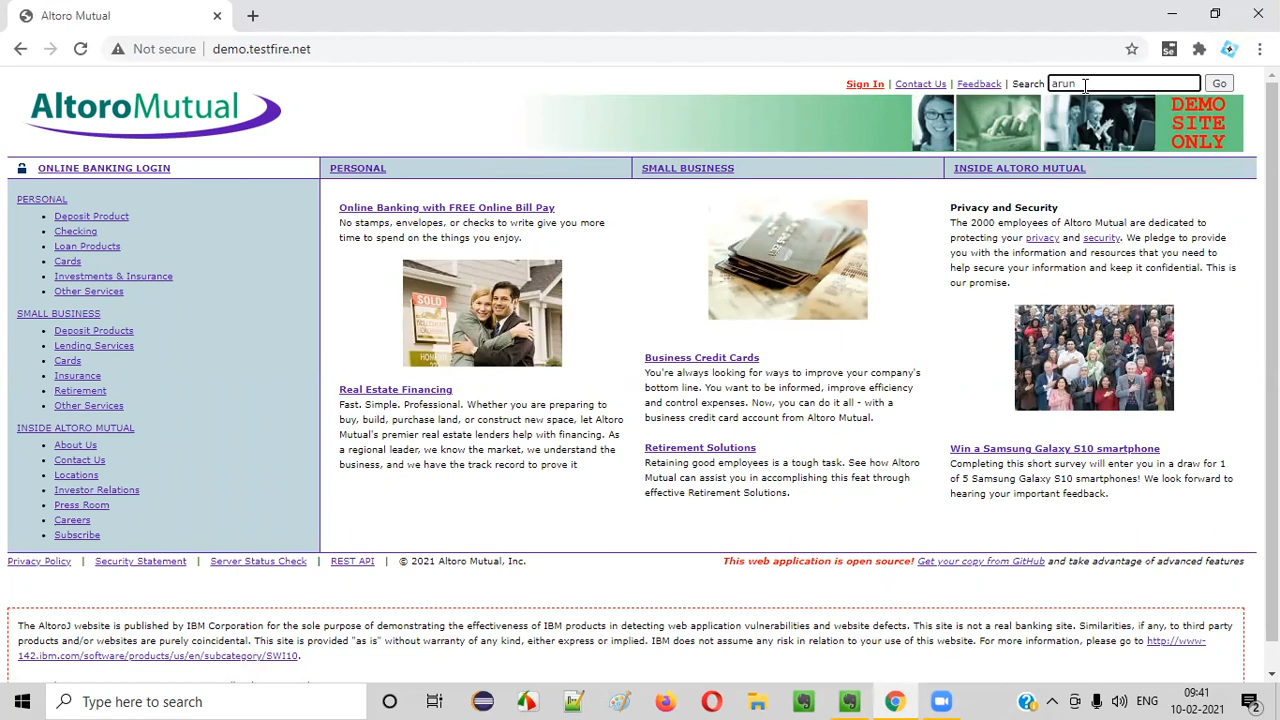 Altoro Mutual
Not secure
demo.testfire.net
Sign In | Contact Us | Feedback | Search
arun
Go
AltoroMutual
DEMO
SITE
ONLY
ONLINE BANKING LOGIN
PERSONAL
SMALL BUSINESS
INSIDE ALTORO MUTUAL
PERSONAL
Deposit Product
Checking
Loan Products
Cards
Investments & Insurance
Other Services
SMALL BUSINESS
Deposit Products
Lending Services
Cards
Insurance
Retirement
Other Services
INSIDE ALTORO MUTUAL
About Us
Contact Us
Locations
Investor Relations
Press Room
Careers
Subscribe
Online Banking with FREE Online Bill Pay
No stamps, envelopes, or checks to write give you more
time to spend on the things you enjoy.
SOLD
Real Estate Financing
Fast. Simple. Professional. Whether you are preparing to
buy, build, purchase land, or construct new space, let Altoro
Mutual's premier real estate lenders help with financing. As
a regional leader, we know the market, we understand the
business, and we have the track record to prove it
Business Credit Cards
You're always looking for ways to improve your company's
bottom line. You want to be informed, improve efficiency
and control expenses. Now, you can do it all - with a
business credit card account from Altoro Mutual.
Retirement Solutions
Retaining good employees is a tough task. See how Altoro
Mutual can assist you in accomplishing this feat through
effective Retirement Solutions.
Privacy and Security
The 2000 employees of Altoro Mutual are dedicated to
protecting your privacy and security. We pledge to provide
you with the information and resources that you need to
help secure your information and keep it confidential. This is
our promise.
Win a Samsung Galaxy S10 smartphone
Completing this short survey will enter you in a draw for 1
of 5 Samsung Galaxy S10 smartphones! We look forward to
hearing your important feedback.
Privacy Policy | Security Statement | Server Status Check | REST API | © 2021 Altoro Mutual, Inc.
This web application is open source! Get your copy from GitHub and take advantage of advanced features
The AltoroJ website is published by IBM Corporation for the sole purpose of demonstrating the effectiveness of IBM products in detecting web application vulnerabilities and website defects. This site is not a real banking site. Similarities, if any, to third party
products and/or websites are purely coincidental. This site is provided "as is" without warranty of any kind, either express or implied. IBM does not assume any risk in relation to your use of this website. For more information, please go to http://www-
142.ibm.com/software/products/us/en/subcategory/SWI10.
Type here to search
ENG
09:41
10-02-2021
2